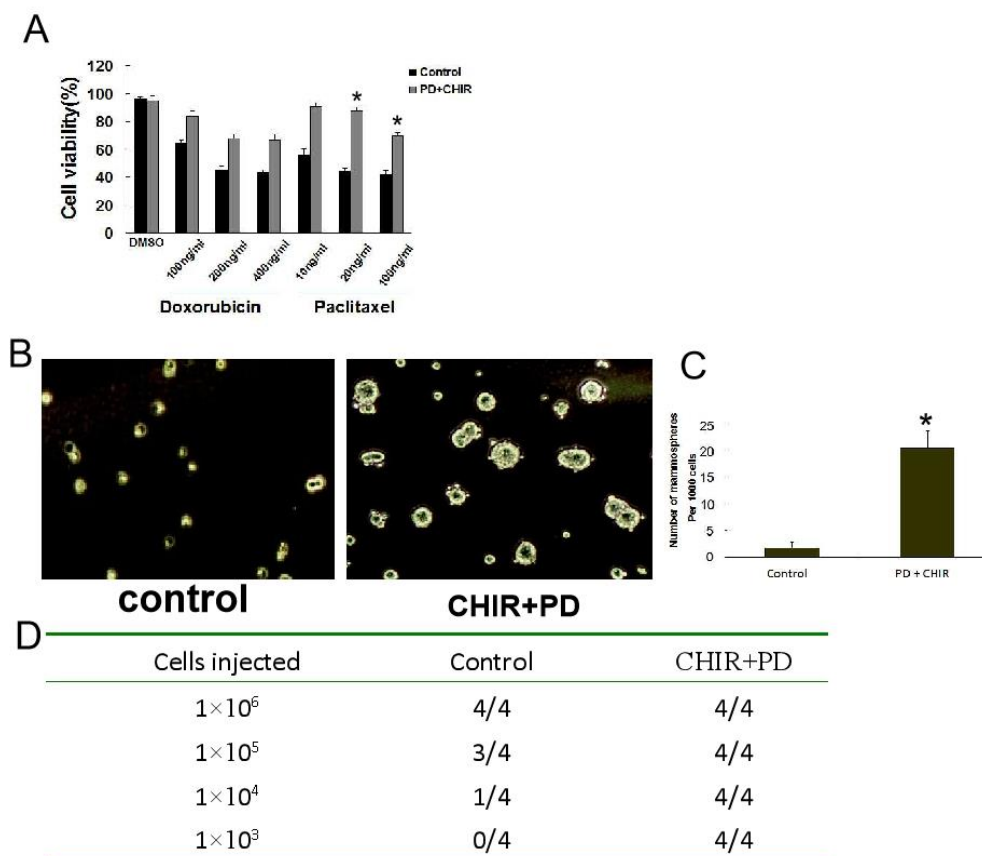 A
120
100
80
60
40
20
0
Cell viability(%)
Control
PD+CHIR
*
*
DMSO
100ng/ml
200ng/ml
400ng/ml
10ng/ml
20ng/ml
100ng/ml
Doxorubicin
Paclitaxel
B
control
CHIR+PD
C
Number of mammospheres
Per 1000 cells
25
20
15
10
5
0
*
Control
PD + CHIR
D
Cells injected Control CHIR+PD
1×10⁶ 4/4 4/4
1×10⁵ 3/4 4/4
1×10⁴ 1/4 4/4
1×10³ 0/4 4/4